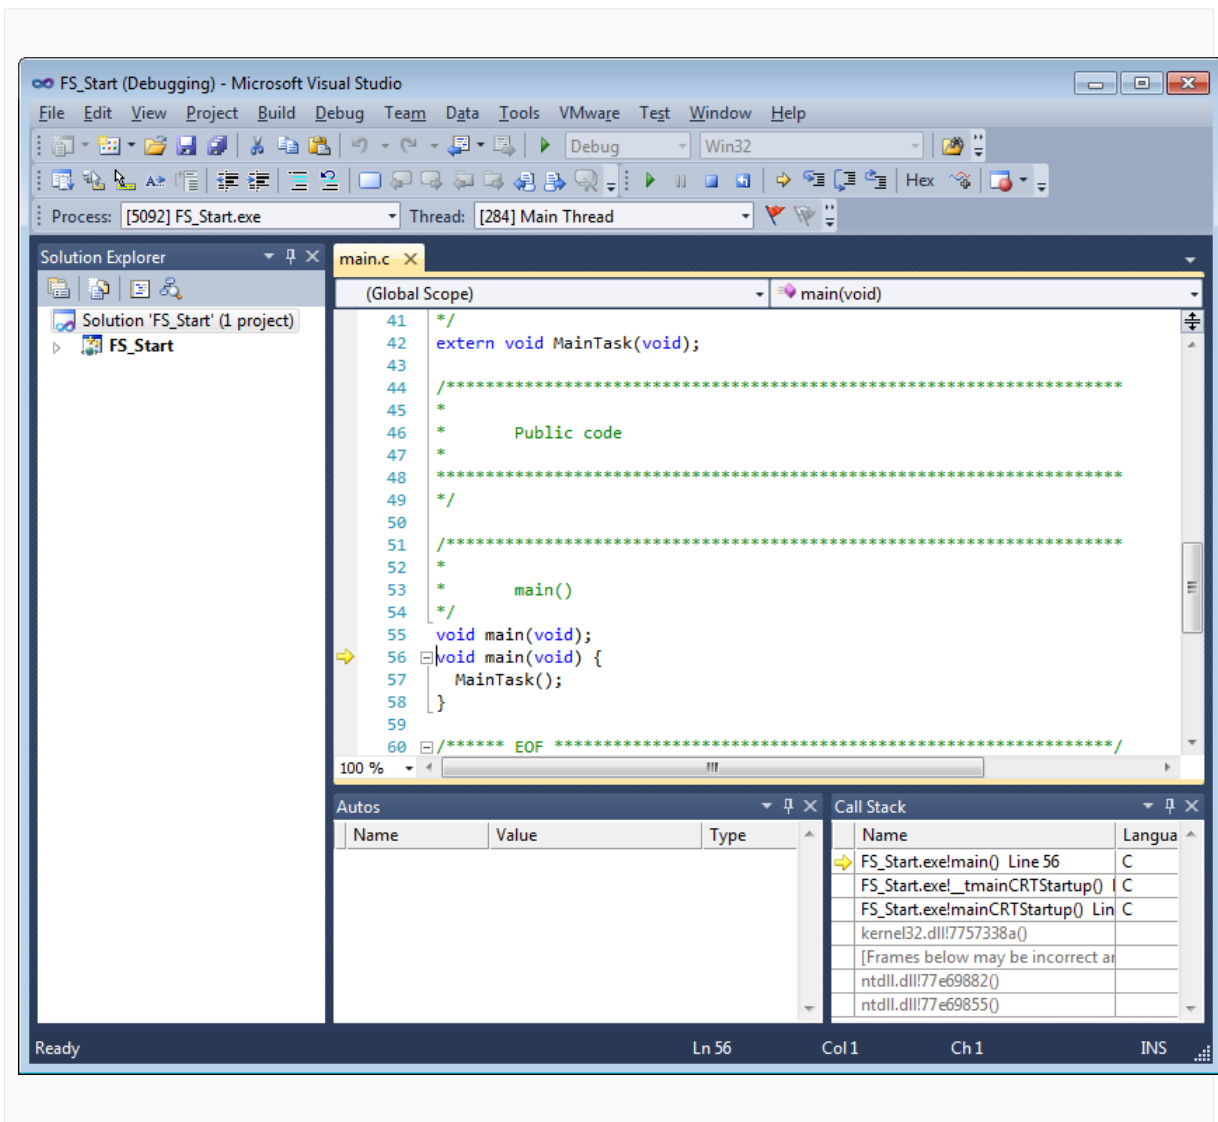 FS_Start (Debugging) - Microsoft Visual Studio
File Edit View Project Build Debug Team Data Tools VMware Test Window Help
Debug Win32
Hex
Process: [5092] FS_Start.exe Thread: [284] Main Thread
Solution Explorer
Solution 'FS_Start' (1 project)
FS_Start
main.c
(Global Scope) main(void)
41 */
42 extern void MainTask(void);
43
44 /*********************************************************************
45 *
46 *       Public code
47 *
48 **********************************************************************
49 */
50
51 /*********************************************************************
52 *
53 *       main()
54 */
55 void main(void);
56 void main(void) {
57   MainTask();
58 }
59
60 /****** EOF *********************************************************/
100 %
Autos
Name Value Type
Call Stack
Name Langua
FS_Start.exe!main() Line 56 C
FS_Start.exe!__tmainCRTStartup() C
FS_Start.exe!mainCRTStartup() Lin C
kernel32.dll!7757338a()
[Frames below may be incorrect ar
ntdll.dll!77e69882()
ntdll.dll!77e69855()
Ready Ln 56 Col 1 Ch 1 INS